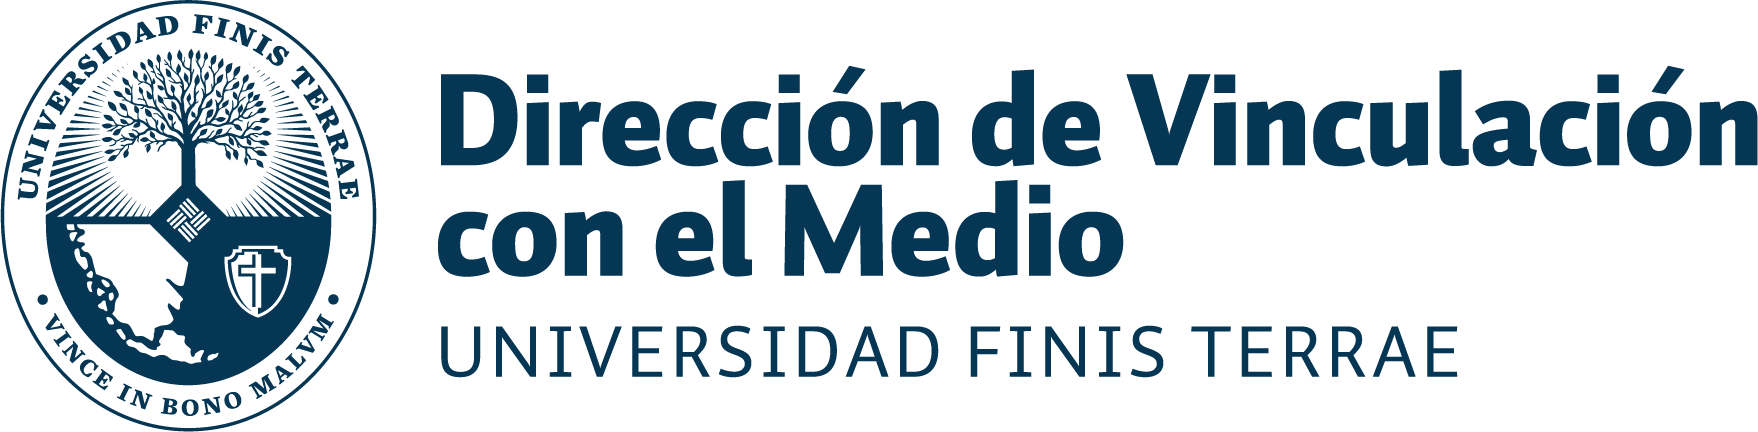 UNIVERSIDAD FINIS TERRAE
• VINCE IN BONO MALVM •
Dirección de Vinculación
con el Medio
UNIVERSIDAD FINIS TERRAE